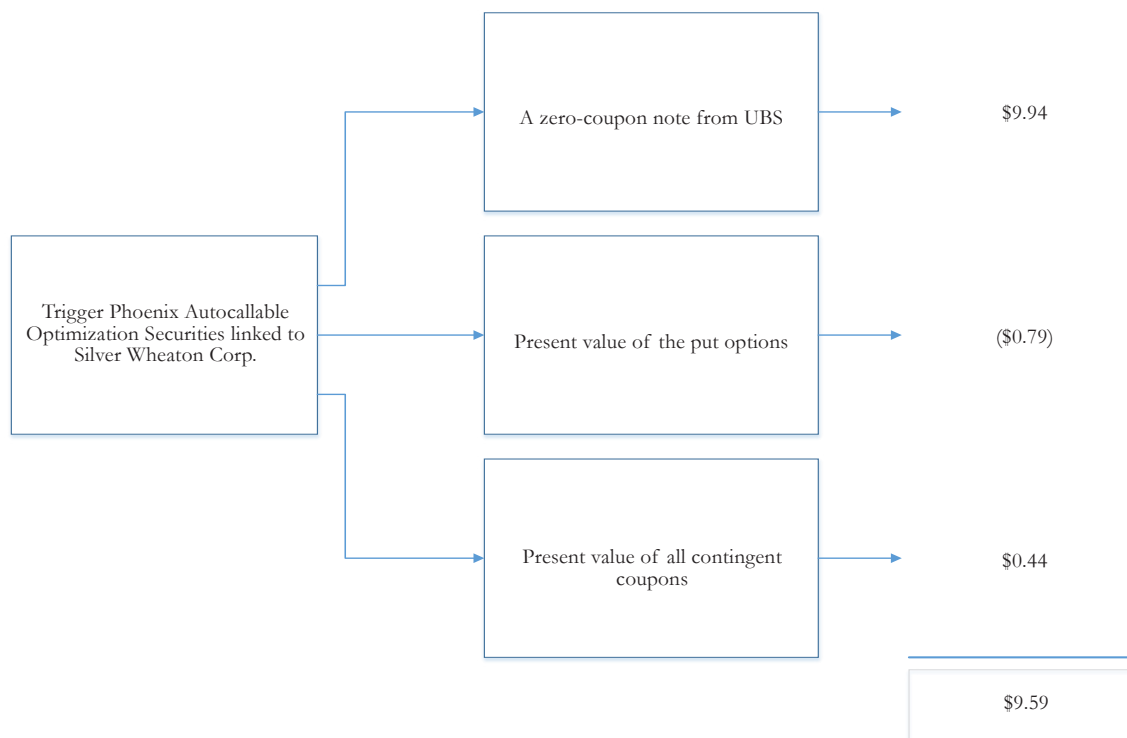 A zero-coupon note from UBS
$9.94
Trigger Phoenix Autocallable
Optimization Securities linked to
Silver Wheaton Corp.
Present value of the put options
($0.79)
Present value of all contingent
coupons
$0.44
$9.59